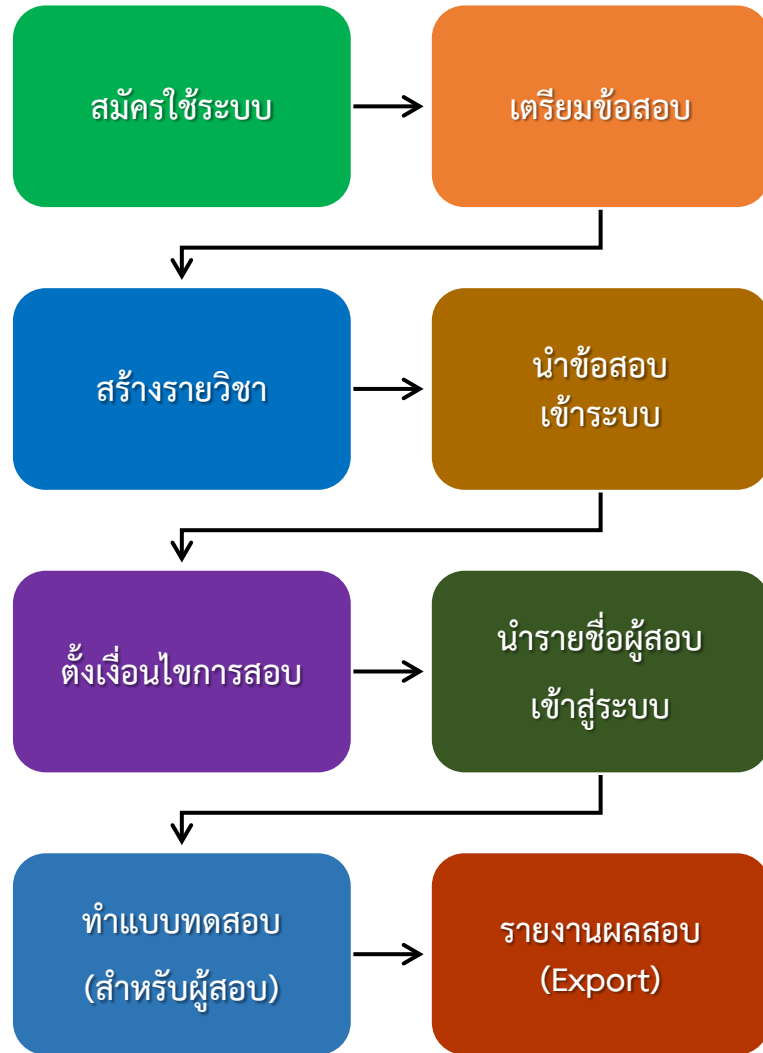 สมัครใช้ระบบ
เตรียมข้อสอบ
สร้างรายวิชา
นำข้อสอบ
เข้าระบบ
ตั้งเงื่อนไขการสอบ
นำรายชื่อผู้สอบ
เข้าสู่ระบบ
ทำแบบทดสอบ
(สำหรับผู้สอบ)
รายงานผลสอบ
(Export)